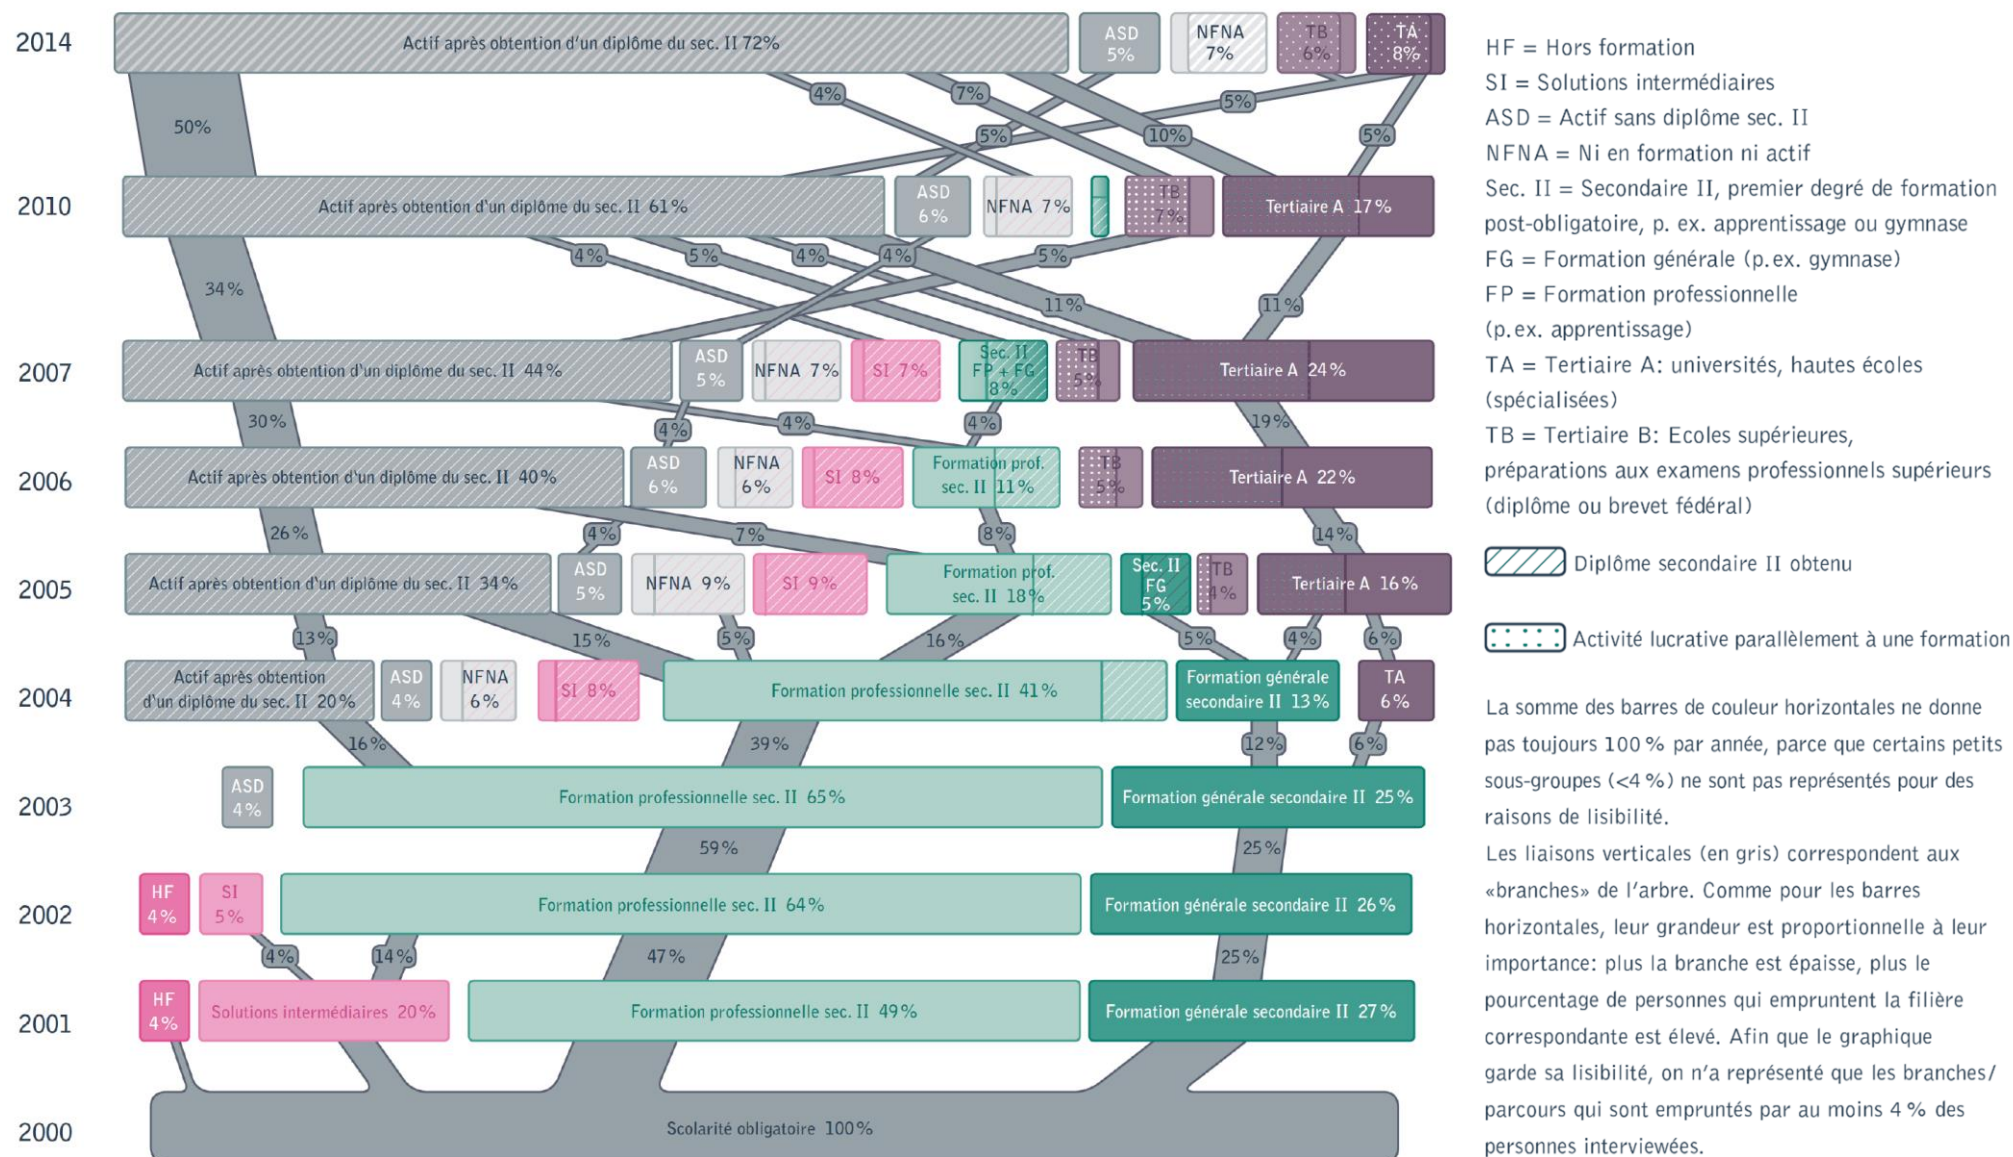 2014
Actif après obtention d'un diplôme du sec. II 72%
ASD
5%
NFNA
7%
TB
6%
TA
8%
50%
4%
7%
5%
5%
10%
5%
2010
Actif après obtention d'un diplôme du sec. II 61%
ASD
6%
NFNA 7%
TB
7%
Tertiaire A 17%
34%
4%
5%
4%
4%
5%
11%
11%
2007
Actif après obtention d'un diplôme du sec. II 44%
ASD
5%
NFNA 7%
SI 7%
Sec. II
FP + FG
8%
TB
5%
Tertiaire A 24%
30%
4%
4%
4%
19%
2006
Actif après obtention d'un diplôme du sec. II 40%
ASD
6%
NFNA
6%
SI 8%
Formation prof.
sec. II 11%
TB
5%
Tertiaire A 22%
26%
4%
7%
8%
14%
2005
Actif après obtention d'un diplôme du sec. II 34%
ASD
5%
NFNA 9%
SI 9%
Formation prof.
sec. II 18%
Sec. II
FG
5%
TB
4%
Tertiaire A 16%
13%
15%
5%
16%
5%
4%
6%
2004
Actif après obtention
d'un diplôme du sec. II 20%
ASD
4%
NFNA
6%
SI 8%
Formation professionnelle sec. II 41%
Formation générale
secondaire II 13%
TA
6%
16%
39%
12%
6%
2003
ASD
4%
Formation professionnelle sec. II 65%
Formation générale secondaire II 25%
59%
25%
2002
HF
4%
SI
5%
Formation professionnelle sec. II 64%
Formation générale secondaire II 26%
4%
14%
47%
25%
2001
HF
4%
Solutions intermédiaires 20%
Formation professionnelle sec. II 49%
Formation générale secondaire II 27%
2000
Scolarité obligatoire 100%
HF = Hors formation
SI = Solutions intermédiaires
ASD = Actif sans diplôme sec. II
NFNA = Ni en formation ni actif
Sec. II = Secondaire II, premier degré de formation
post-obligatoire, p. ex. apprentissage ou gymnase
FG = Formation générale (p. ex. gymnase)
FP = Formation professionnelle
(p. ex. apprentissage)
TA = Tertiaire A: universités, hautes écoles
(spécialisées)
TB = Tertiaire B: Ecoles supérieures,
préparations aux examens professionnels supérieurs
(diplôme ou brevet fédéral)
Diplôme secondaire II obtenu
Activité lucrative parallèlement à une formation
La somme des barres de couleur horizontales ne donne
pas toujours 100 % par année, parce que certains petits
sous-groupes (<4 %) ne sont pas représentés pour des
raisons de lisibilité.
Les liaisons verticales (en gris) correspondent aux
«branches» de l'arbre. Comme pour les barres
horizontales, leur grandeur est proportionnelle à leur
importance: plus la branche est épaisse, plus le
pourcentage de personnes qui empruntent la filière
correspondante est élevé. Afin que le graphique
garde sa lisibilité, on n'a représenté que les branches/
parcours qui sont empruntés par au moins 4 % des
personnes interviewées.